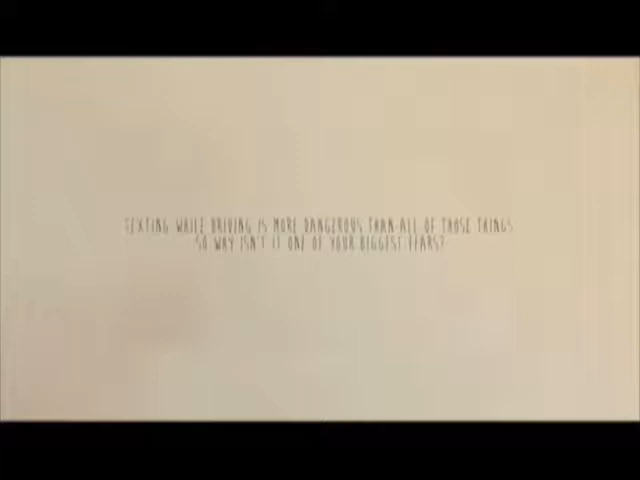 TEXTING WHILE DRIVING IS MORE DANGEROUS THAN ALL OF THOSE THINGS
SO WHY ISN'T IT ONE OF YOUR BIGGEST FEARS?